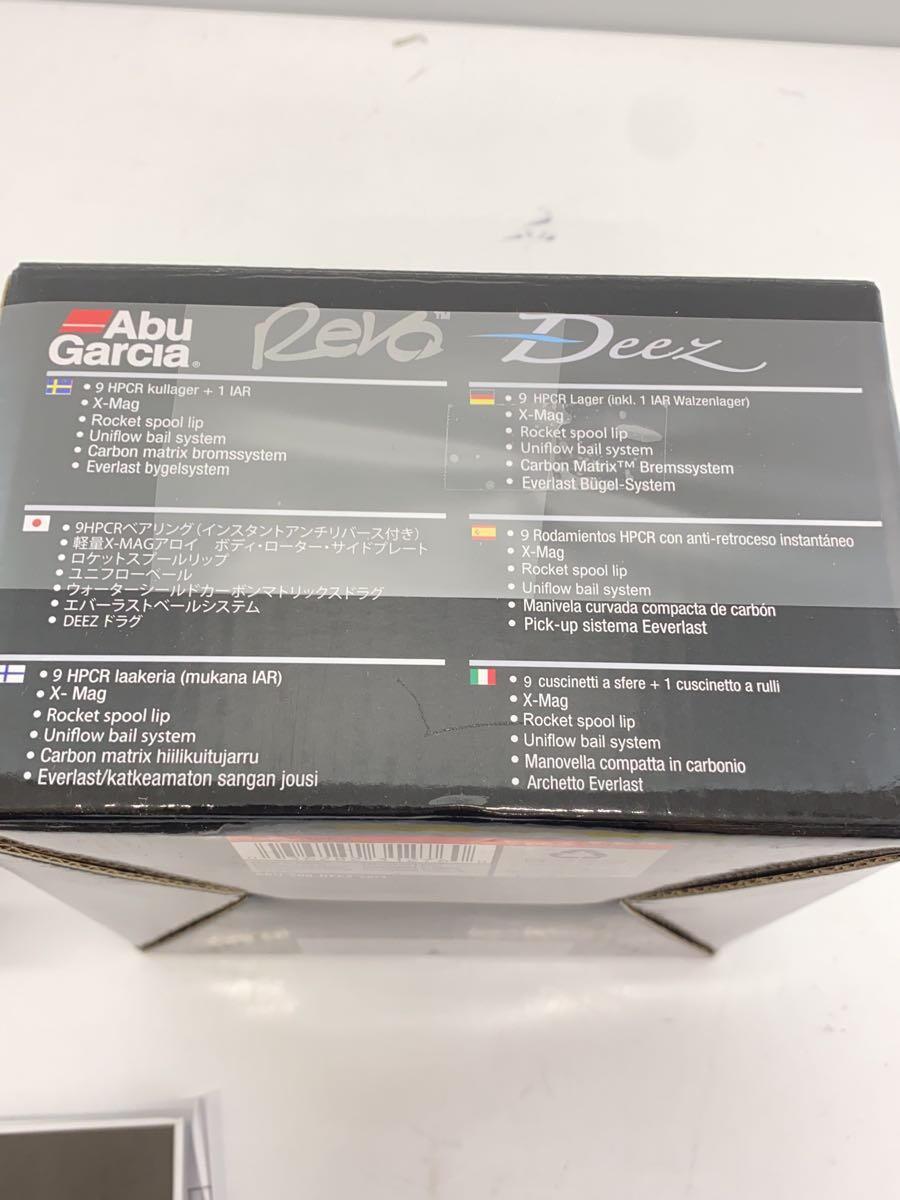 Abu
Garcia®
Revo™
Deez
• 9 HPCR kullager + 1 IAR
• X-Mag
• Rocket spool lip
• Uniflow bail system
• Carbon matrix bromssystem
• Everlast bygelsystem
• 9 HPCR Lager (inkl. 1 IAR Walzenlager)
• X-Mag
• Rocket spool lip
• Uniflow bail system
• Carbon Matrix™ Bremssystem
• Everlast Bügel-System
• 9HPCRベアリング(インスタントアンチリバース付き)
• 軽量X-MAGアロイ　ボディ・ローター・サイドプレート
• ロケットスプールリップ
• ユニフローベール
• ウォーターシールドカーボンマトリックスドラグ
• エバーラストベールシステム
• DEEZ ドラグ
• 9 Rodamientos HPCR con anti-retroceso instantáneo
• X-Mag
• Rocket spool lip
• Uniflow bail system
• Manivela curvada compacta de carbón
• Pick-up sistema Eeverlast
• 9 HPCR laakeria (mukana IAR)
• X- Mag
• Rocket spool lip
• Uniflow bail system
• Carbon matrix hiilikuitujarru
• Everlast/katkeamaton sangan jousi
• 9 cuscinetti a sfere + 1 cuscinetto a rulli
• X-Mag
• Rocket spool lip
• Uniflow bail system
• Manovella compatta in carbonio
• Archetto Everlast